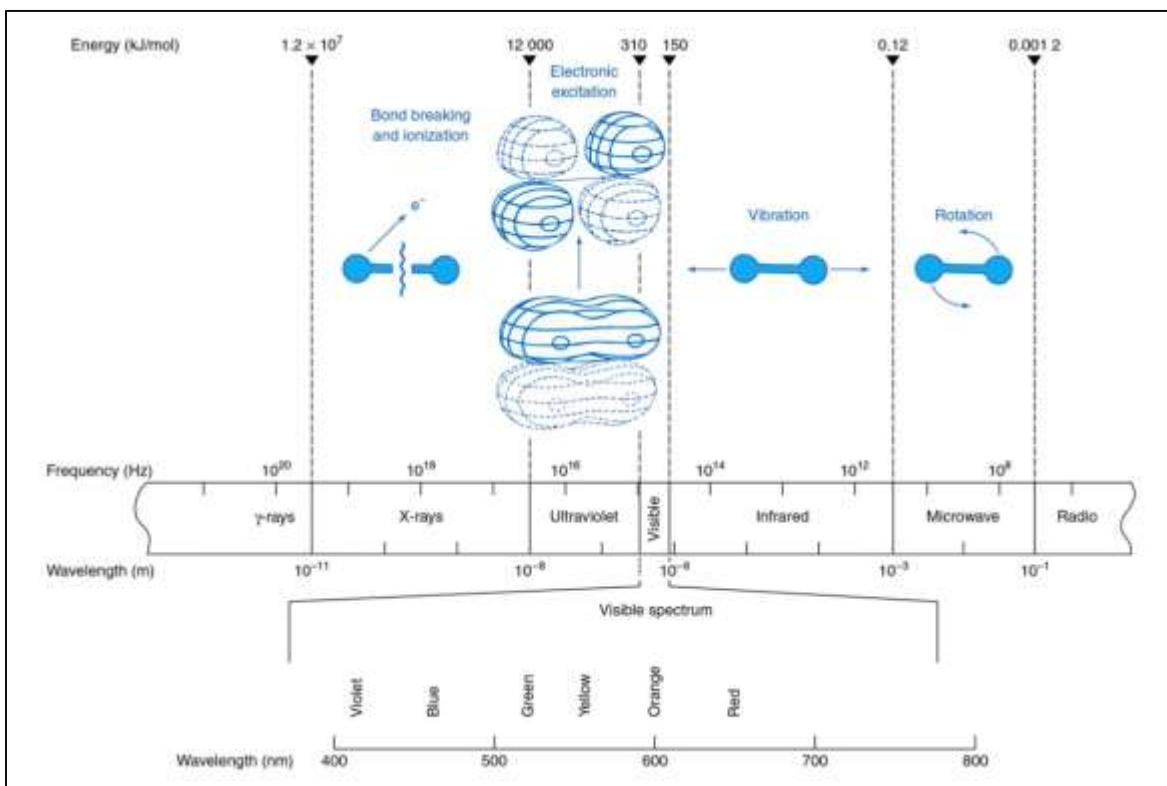 Energy (kJ/mol) 1.2 × 10⁷ 12 000 310 150 0.12 0.001 2
Electronic
excitation
Bond breaking
and ionization
e⁻
Vibration
Rotation
Frequency (Hz) 10²⁰ 10¹⁸ 10¹⁶ 10¹⁴ 10¹² 10⁸
γ-rays X-rays Ultraviolet Visible Infrared Microwave Radio
Wavelength (m) 10⁻¹¹ 10⁻⁸ 10⁻⁶ 10⁻³ 10⁻¹
Visible spectrum
Violet Blue Green Yellow Orange Red
Wavelength (nm) 400 500 600 700 800